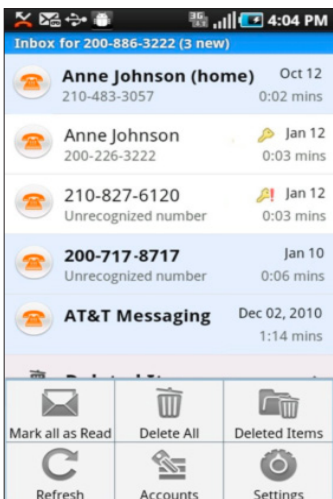 3G
4:04 PM
Inbox for 200-886-3222 (3 new)
Anne Johnson (home) Oct 12
210-483-3057 0:02 mins
Anne Johnson Jan 12
200-226-3222 0:03 mins
210-827-6120 Jan 12
Unrecognized number 0:03 mins
200-717-8717 Jan 10
Unrecognized number 0:06 mins
AT&T Messaging Dec 02, 2010
1:14 mins
Mark all as Read Delete All Deleted Items
Refresh Accounts Settings